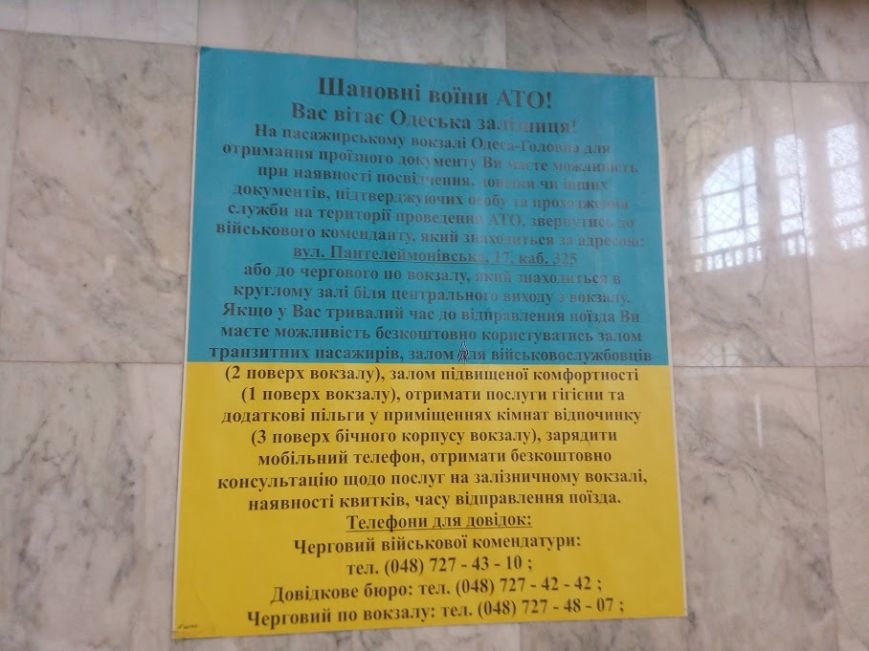 Шановні воїни АТО!
Вас вітає Одеська залізниця!
На пасажирському вокзалі Одеса-Головна для
отримання проїзного документу Ви маєте можливість
при наявності посвідчення, довідки чи інших
документів, підтверджуючих особу та проходження
служби на території проведення АТО, звернутись до
військового коменданту, який знаходиться за адресою:
вул. Пантелеймонівська, 17, каб. 325
або до чергового по вокзалу, який знаходиться в
круглому залі біля центрального виходу з вокзалу.
Якщо у Вас тривалий час до відправлення поїзда Ви
маєте можливість безкоштовно користуватись залом
транзитних пасажирів, залом для військовослужбовців
(2 поверх вокзалу), залом підвищеної комфортності
(1 поверх вокзалу), отримати послуги гігієни та
додаткові пільги у приміщеннях кімнат відпочинку
(3 поверх бічного корпусу вокзалу), зарядити
мобільний телефон, отримати безкоштовно
консультацію щодо послуг на залізничному вокзалі,
наявності квитків, часу відправлення поїзда.
Телефони для довідок:
Черговий військової комендатури:
тел. (048) 727 - 43 - 10 ;
Довідкове бюро: тел. (048) 727 - 42 - 42 ;
Черговий по вокзалу: тел. (048) 727 - 48 - 07 ;